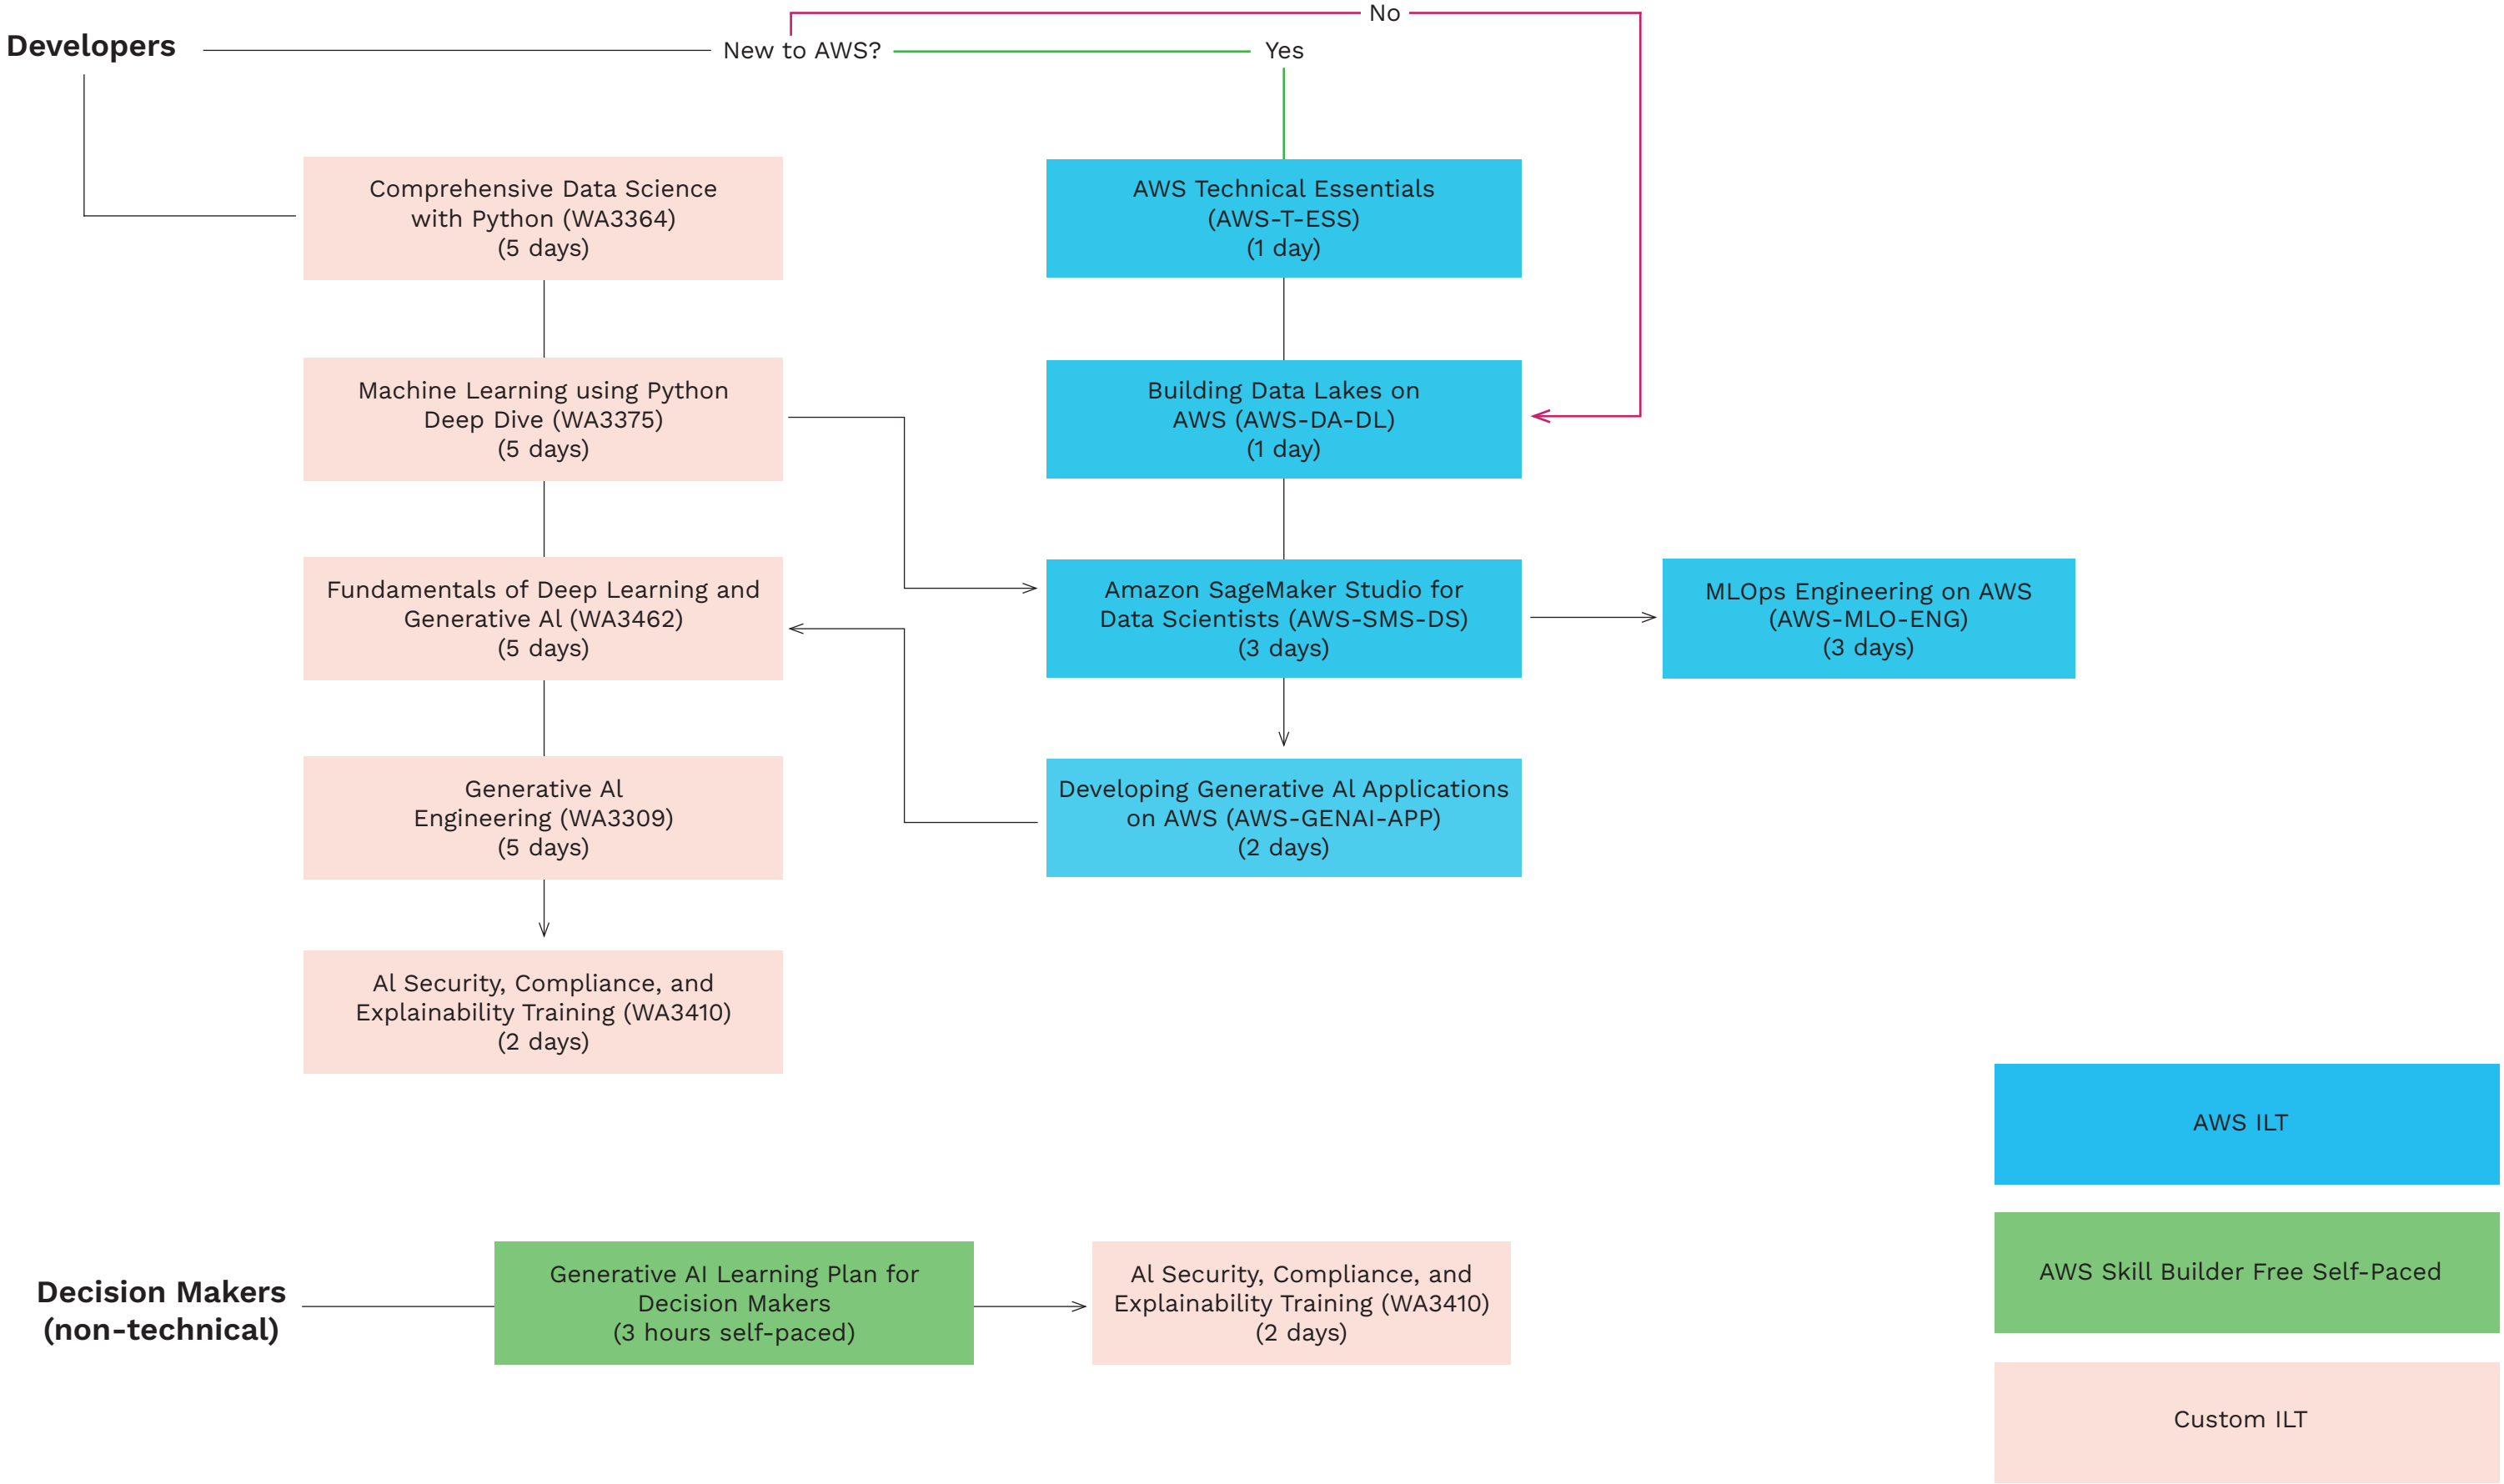 No
Developers
New to AWS?
Yes
Comprehensive Data Science
with Python (WA3364)
(5 days)
AWS Technical Essentials
(AWS-T-ESS)
(1 day)
Machine Learning using Python
Deep Dive (WA3375)
(5 days)
Building Data Lakes on
AWS (AWS-DA-DL)
(1 day)
Fundamentals of Deep Learning and
Generative Al (WA3462)
(5 days)
Amazon SageMaker Studio for
Data Scientists (AWS-SMS-DS)
(3 days)
MLOps Engineering on AWS
(AWS-MLO-ENG)
(3 days)
Generative Al
Engineering (WA3309)
(5 days)
Developing Generative Al Applications
on AWS (AWS-GENAI-APP)
(2 days)
Al Security, Compliance, and
Explainability Training (WA3410)
(2 days)
AWS ILT
AWS Skill Builder Free Self-Paced
Custom ILT
Decision Makers
(non-technical)
Generative AI Learning Plan for
Decision Makers
(3 hours self-paced)
Al Security, Compliance, and
Explainability Training (WA3410)
(2 days)